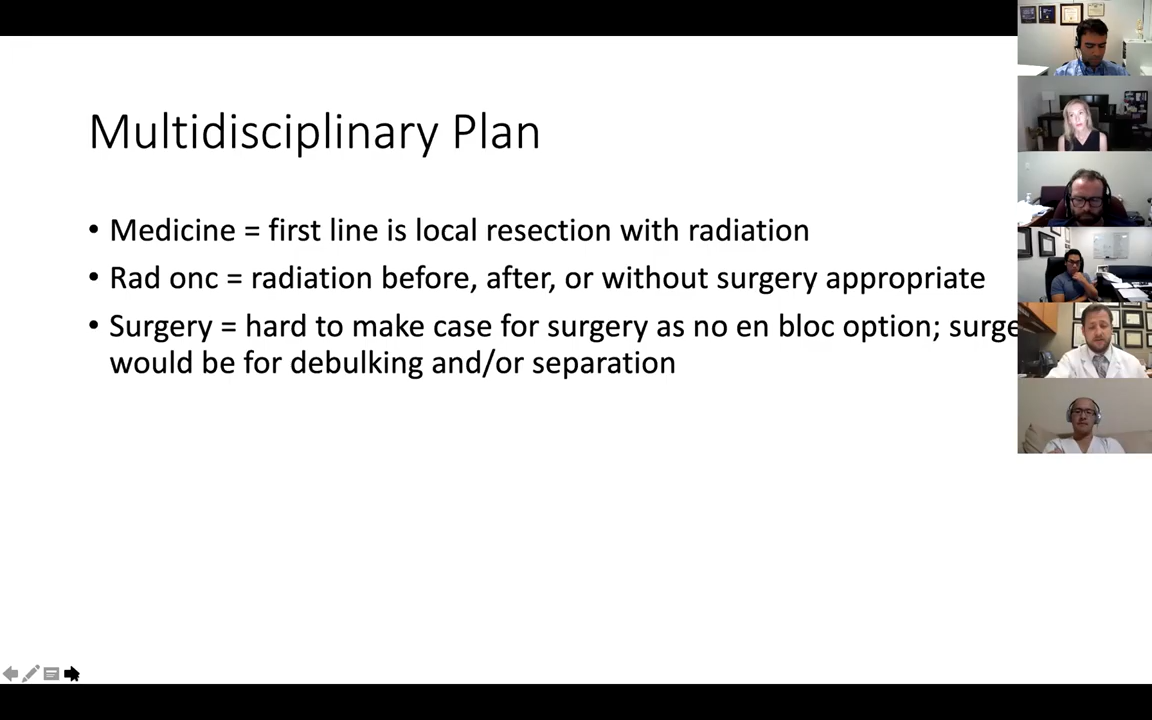 Multidisciplinary Plan
• Medicine = first line is local resection with radiation
• Rad onc = radiation before, after, or without surgery appropriate
• Surgery = hard to make case for surgery as no en bloc option; surge
would be for debulking and/or separation